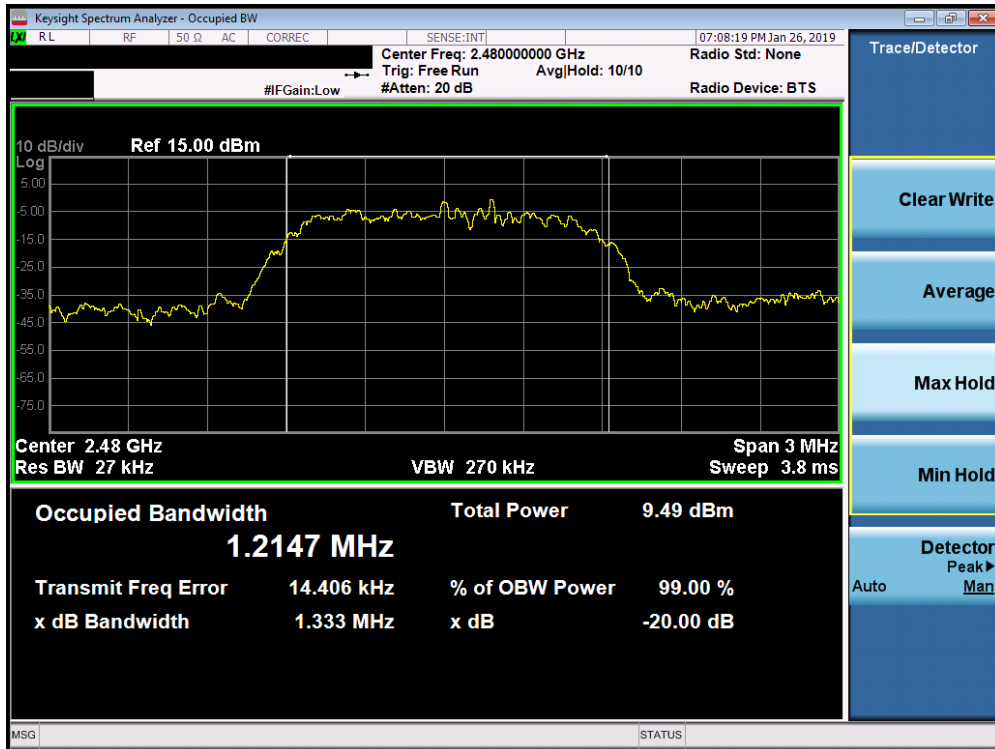 Keysight Spectrum Analyzer - Occupied BW
LXI RL RF 50 Ω AC CORREC SENSE:INT 07:08:19 PM Jan 26, 2019
Center Freq: 2.480000000 GHz Radio Std: None
Trig: Free Run Avg|Hold: 10/10
#IFGain:Low #Atten: 20 dB Radio Device: BTS
10 dB/div Ref 15.00 dBm
Log
5.00
-5.00
-15.0
-25.0
-35.0
-45.0
-55.0
-65.0
-75.0
Center 2.48 GHz Span 3 MHz
Res BW 27 kHz VBW 270 kHz Sweep 3.8 ms
Occupied Bandwidth Total Power 9.49 dBm
1.2147 MHz
Transmit Freq Error 14.406 kHz % of OBW Power 99.00 %
x dB Bandwidth 1.333 MHz x dB -20.00 dB
MSG STATUS
Trace/Detector
Clear Write
Average
Max Hold
Min Hold
Detector
Peak▶
Auto Man